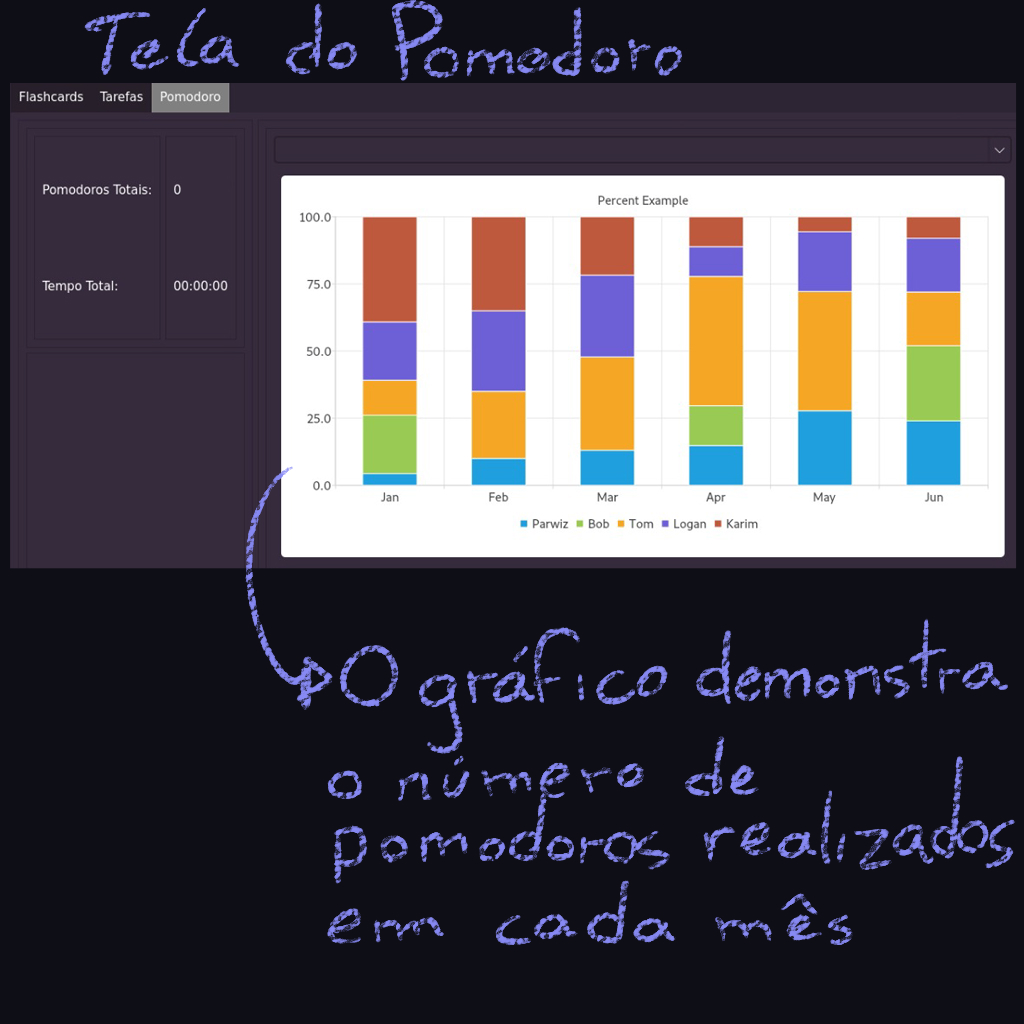 Tela do Pomodoro
Flashcards Tarefas Pomodoro
Pomodoros Totais: 0
Tempo Total: 00:00:00
Percent Example
100.0
75.0
50.0
25.0
0.0
Jan Feb Mar Apr May Jun
Parwiz Bob Tom Logan Karim
O gráfico demonstra
o número de
pomodoros realizados
em cada mês